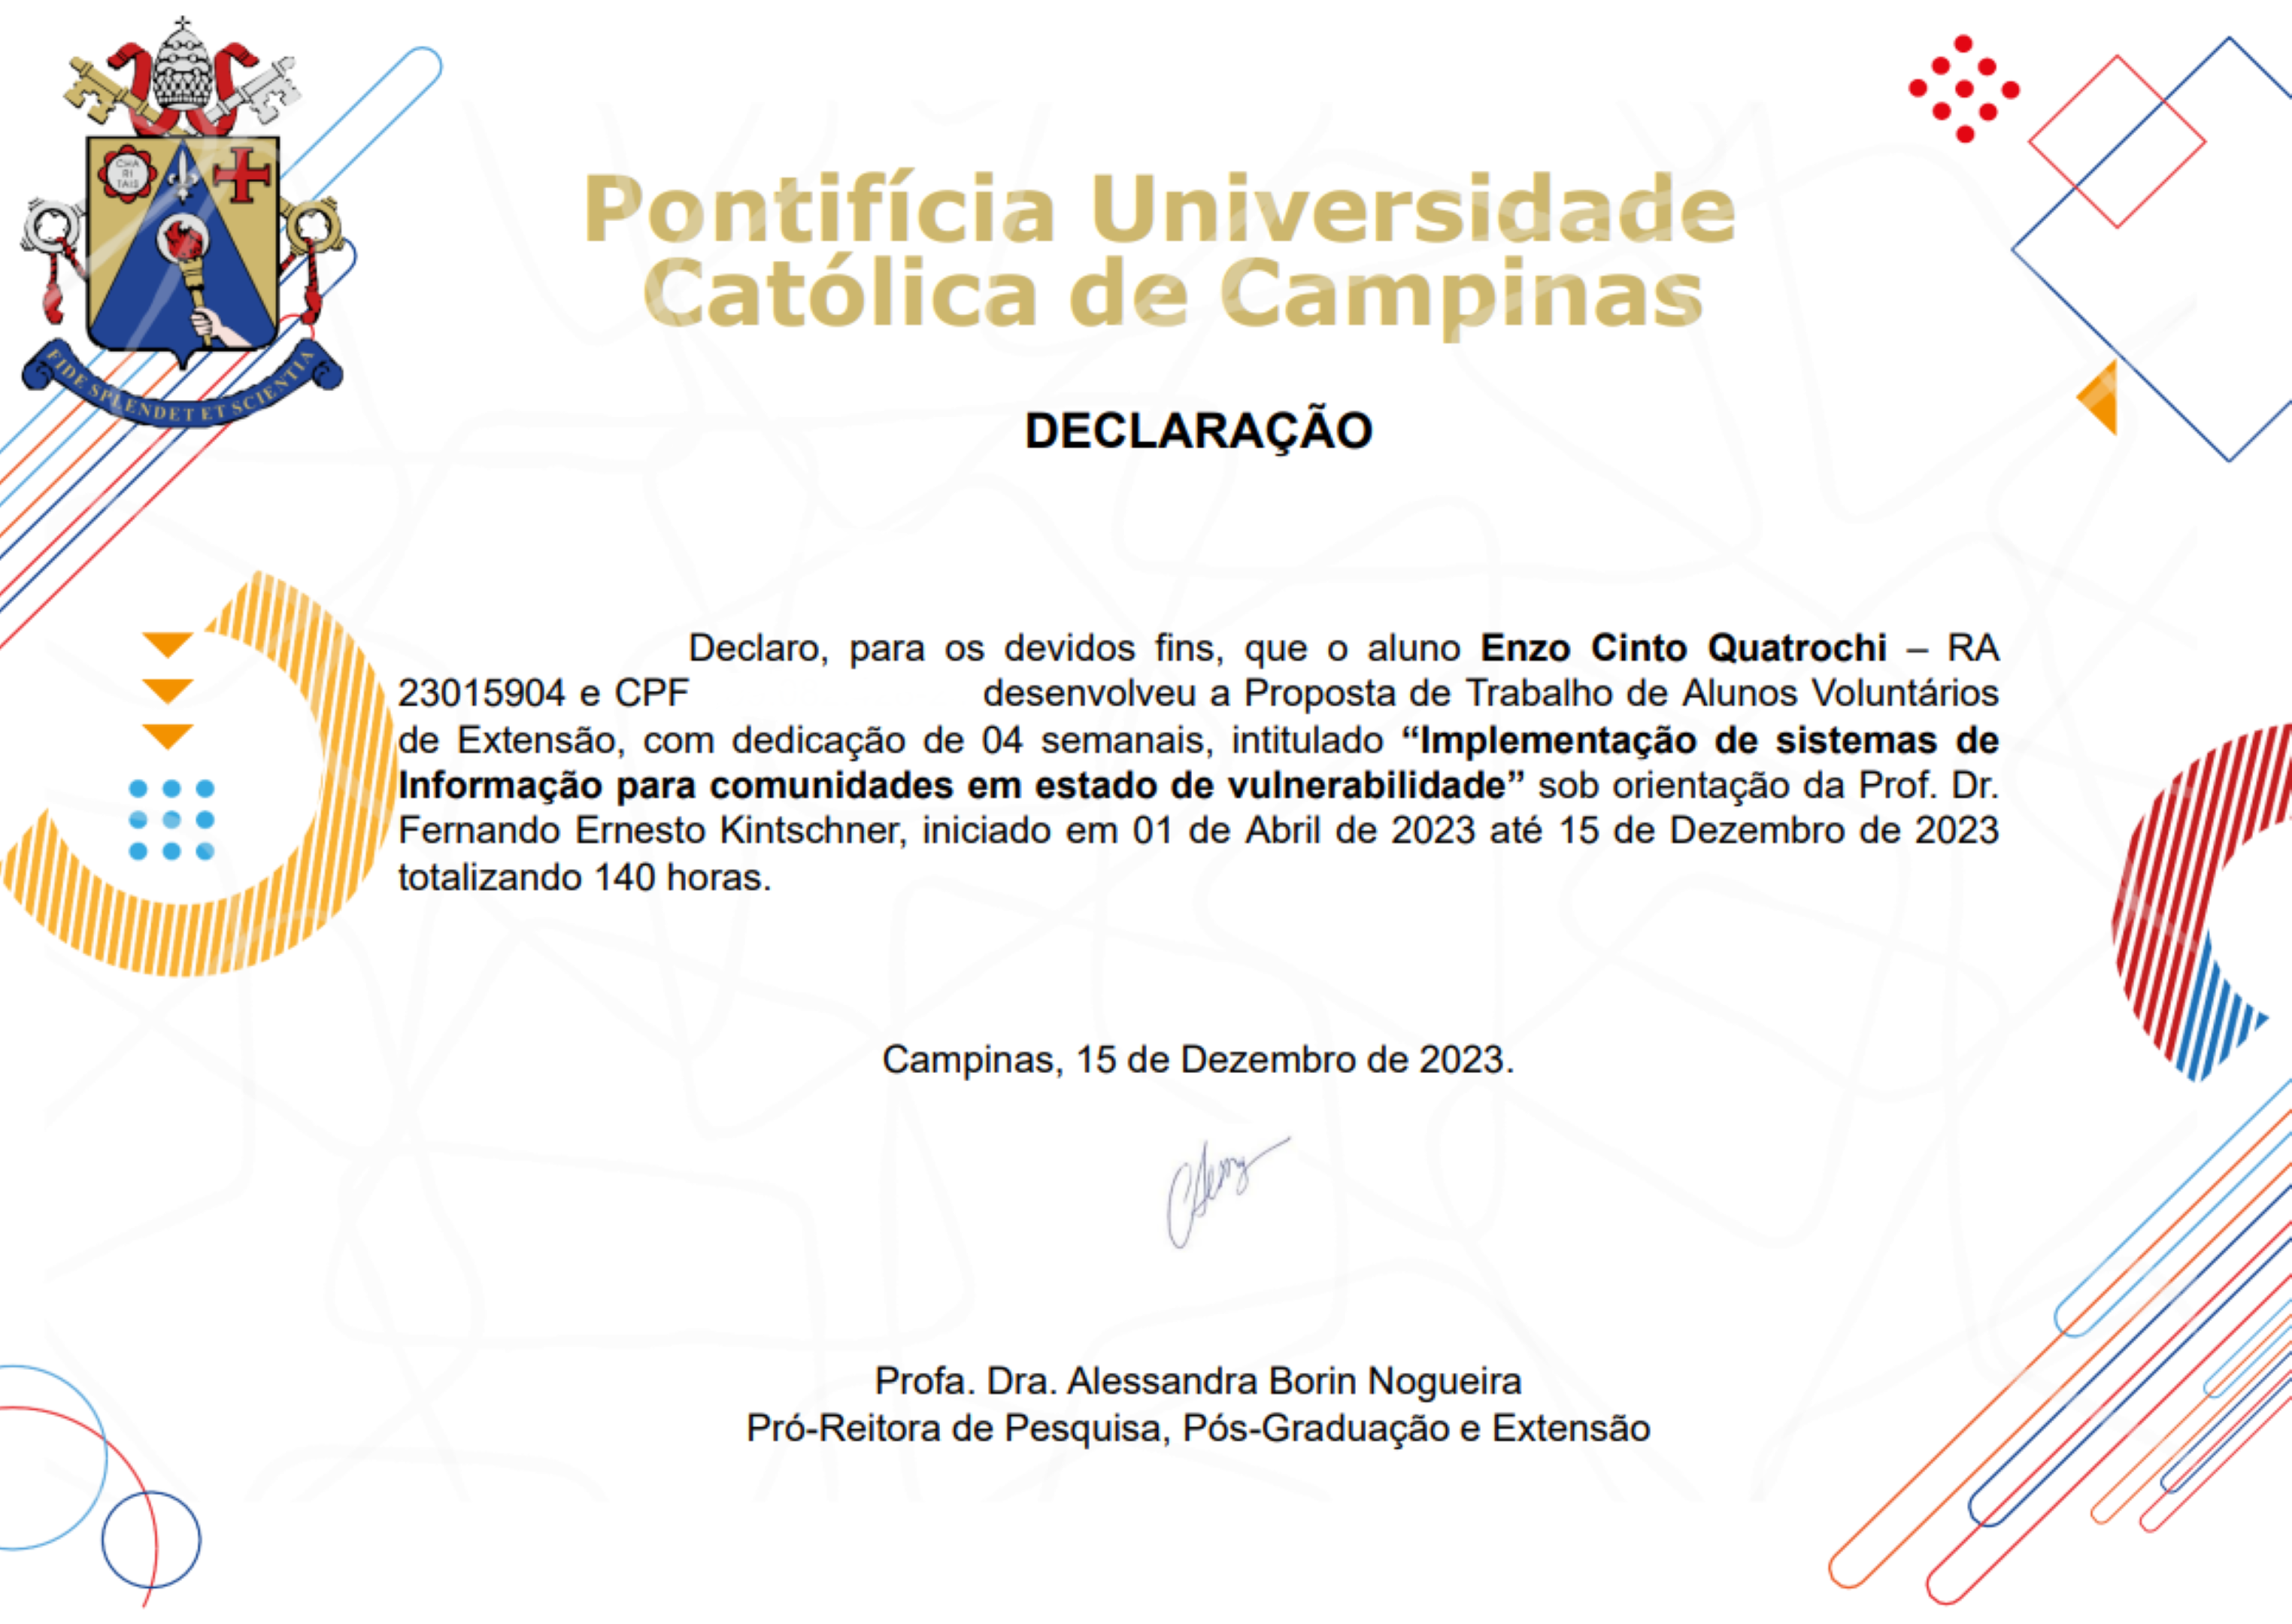 CHA
RI
TAIS
FIDE SPLENDET ET SCIENTIA
Pontifícia Universidade
Católica de Campinas
DECLARAÇÃO
Declaro, para os devidos fins, que o aluno Enzo Cinto Quatrochi – RA
23015904 e CPF desenvolveu a Proposta de Trabalho de Alunos Voluntários
de Extensão, com dedicação de 04 semanais, intitulado “Implementação de sistemas de
Informação para comunidades em estado de vulnerabilidade” sob orientação da Prof. Dr.
Fernando Ernesto Kintschner, iniciado em 01 de Abril de 2023 até 15 de Dezembro de 2023
totalizando 140 horas.
Campinas, 15 de Dezembro de 2023.
Profa. Dra. Alessandra Borin Nogueira
Pró-Reitora de Pesquisa, Pós-Graduação e Extensão